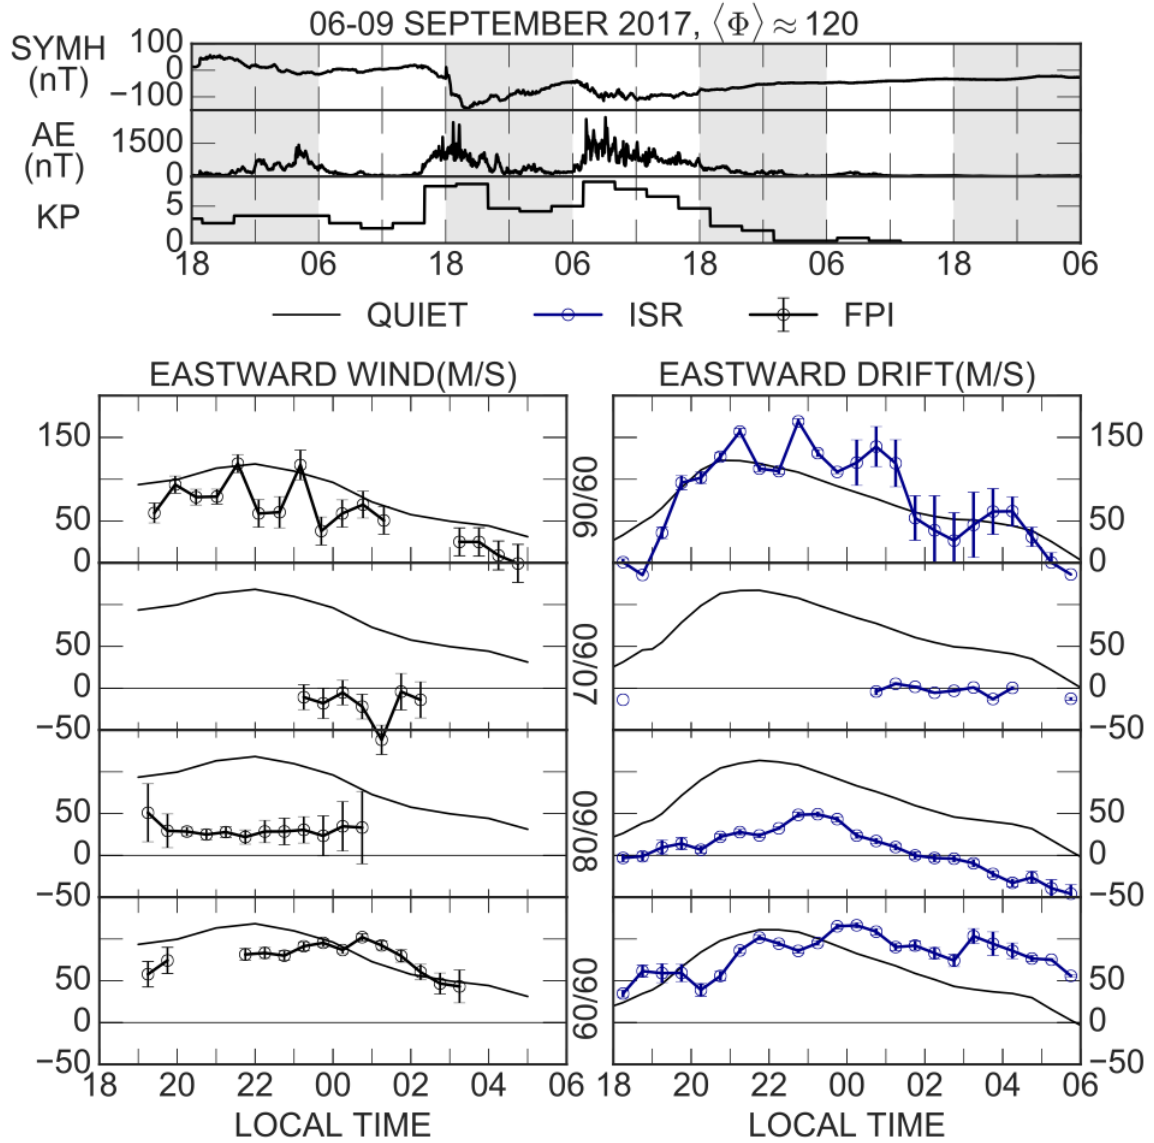 06-09 SEPTEMBER 2017, ⟨Φ⟩ ≈ 120
SYMH
(nT)
100
0
−100
AE
(nT)
1500
0
KP
5
0
18 06 18 06 18 06 18 06
QUIET ISR FPI
EASTWARD WIND(M/S) EASTWARD DRIFT(M/S)
150 150
50 50
0 0
09/06
50 50
0 0
−50 −50
09/07
50 50
0 0
−50 −50
09/08
50 50
0 0
−50 −50
09/09
18 20 22 00 02 04 06 18 20 22 00 02 04 06
LOCAL TIME LOCAL TIME